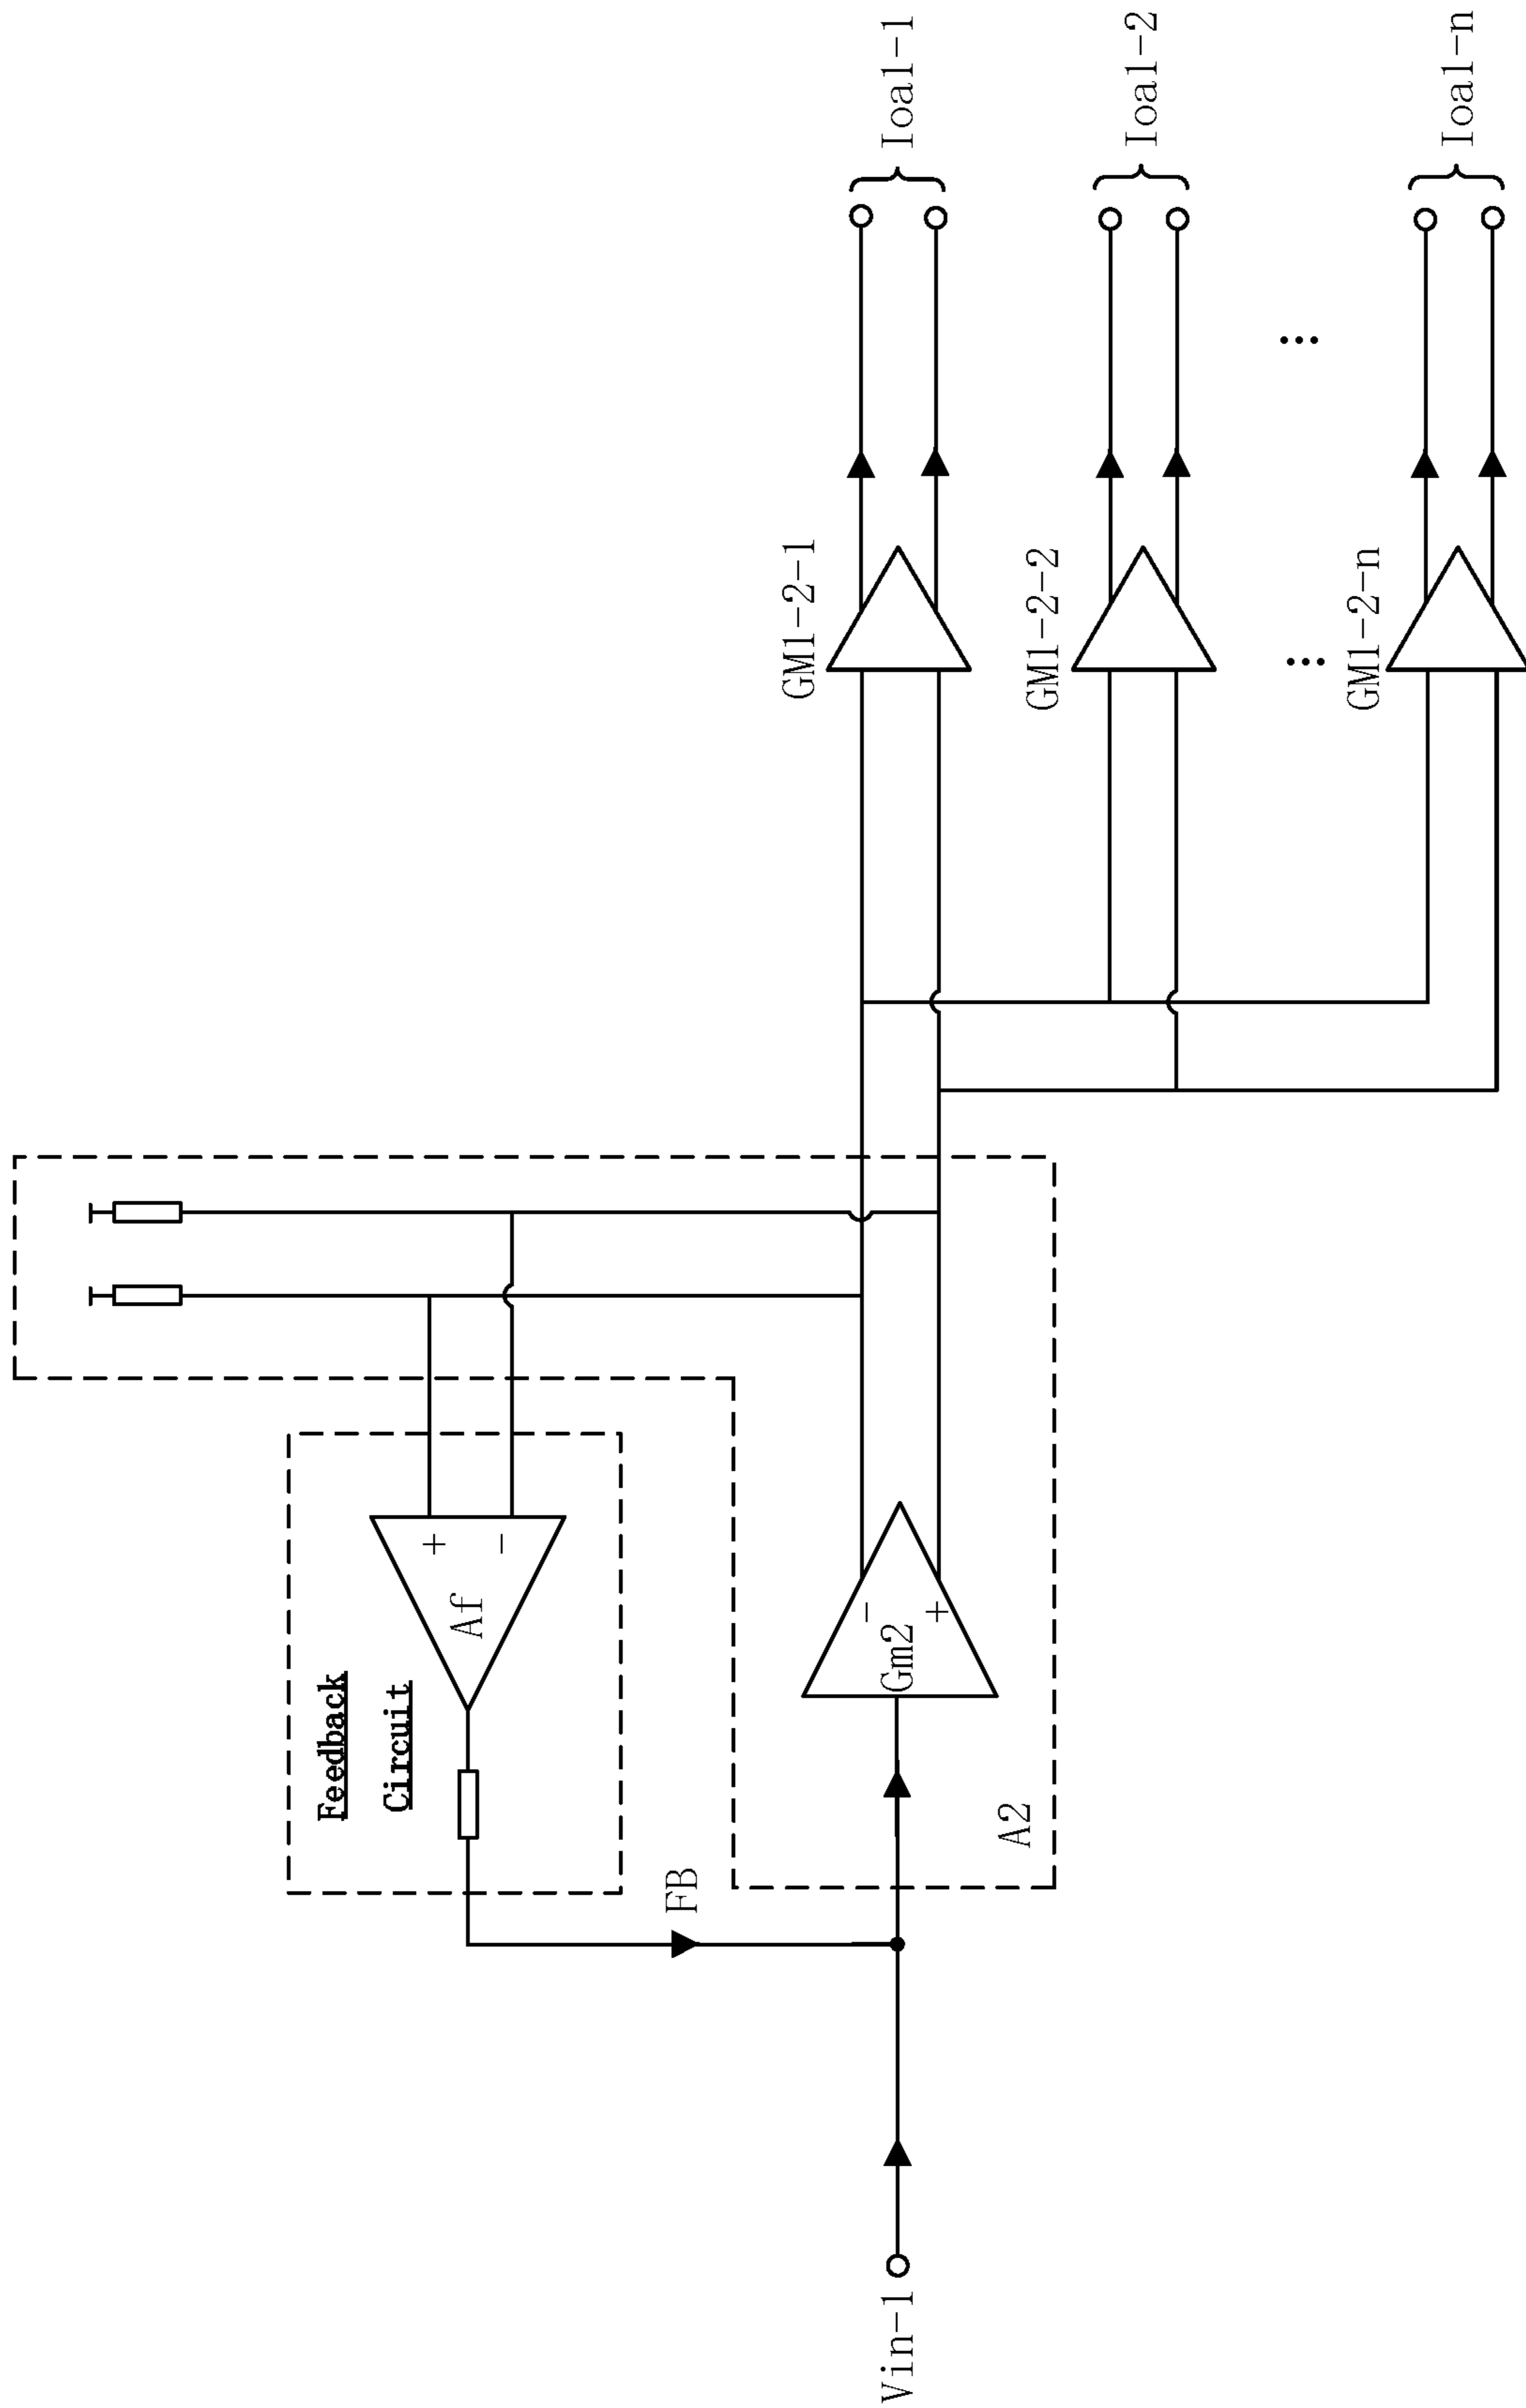 Feedback
Circuit
+
Af
-
FB
GM1-2-1
-
Vin-1
Gm2
Ioa1-1
+
A2
GM1-2-2
Ioa1-2
...
...
GM1-2-n
Ioa1-n